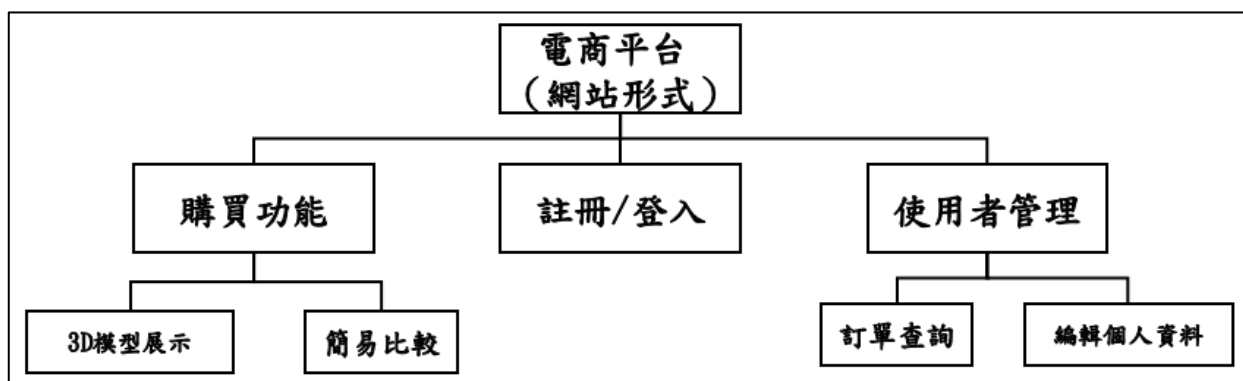 電商平台
（網站形式）
購買功能
註冊/登入
使用者管理
3D模型展示
簡易比較
訂單查詢
編輯個人資料